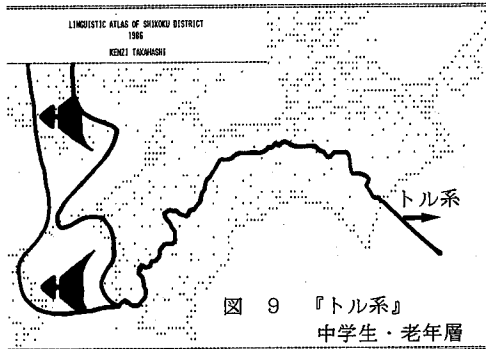 LINGUISTIC ATLAS OF SHIKOKU DISTRICT
1986
KENZI TAKAHASHI
トル系
図 9 『トル系』
中学生・老年層